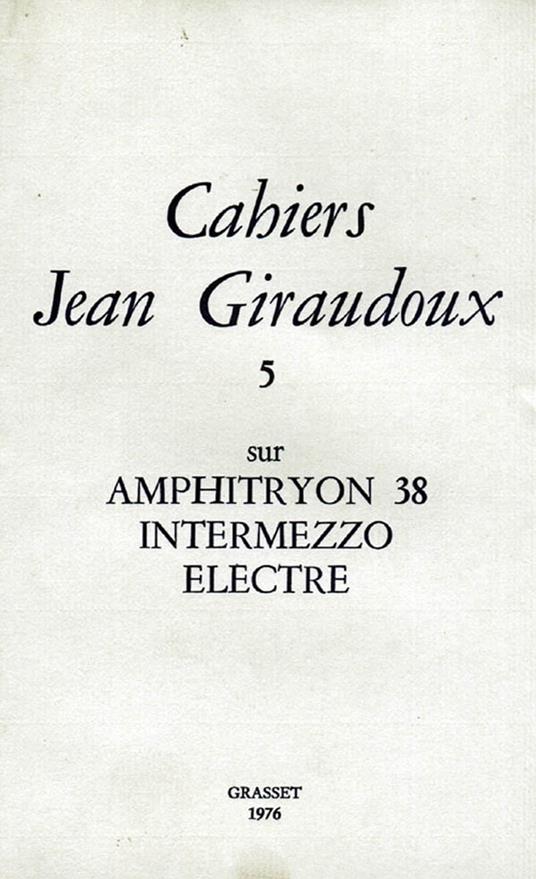 Cahiers
Jean Giraudoux
5
sur
AMPHITRYON 38
INTERMEZZO
ELECTRE
GRASSET
1976